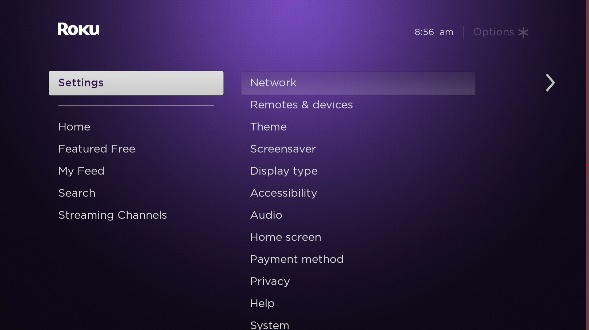 Roku
8:56 am
Options
Settings
Home
Featured Free
My Feed
Search
Streaming Channels
Network
Remotes & devices
Theme
Screensaver
Display type
Accessibility
Audio
Home screen
Payment method
Privacy
Help
System